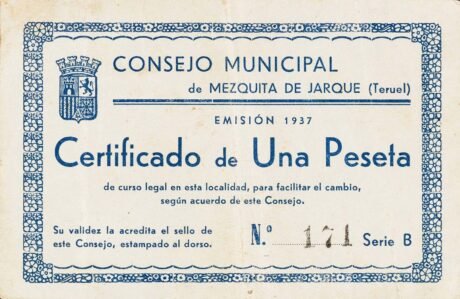 CONSEJO MUNICIPAL
de MEZQUITA DE JARQUE (Teruel)
EMISIÓN 1937
Certificado de Una Peseta
de curso legal en esta localidad, para facilitar el cambio,
según acuerdo de este Consejo.
Su validez la acredita el sello de
este Consejo, estampado al dorso.
N.º 171 Serie B